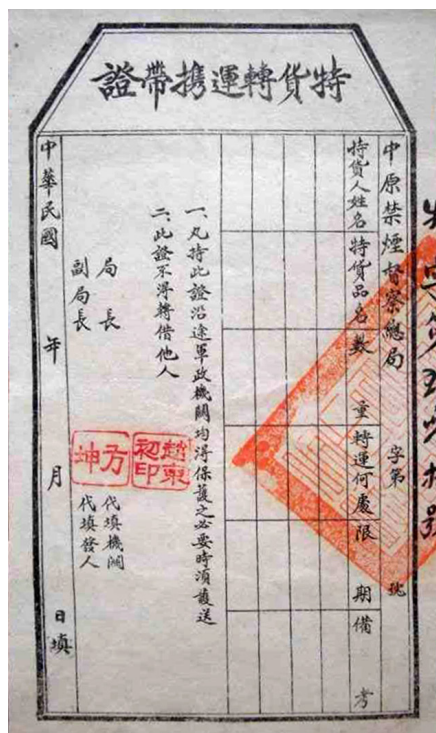 特貨轉運攜帶證
中原禁煙督察總局　字第　號
特貨人姓名　特貨品名　數重　轉運何處　限期　備考
一、凡持此證沿途軍政機關均得保護之必要時須護送
二、此證不得轉借他人
局長
副局長
趙東初印
方坤
代填機關
代填發人
中華民國　年　月　日填